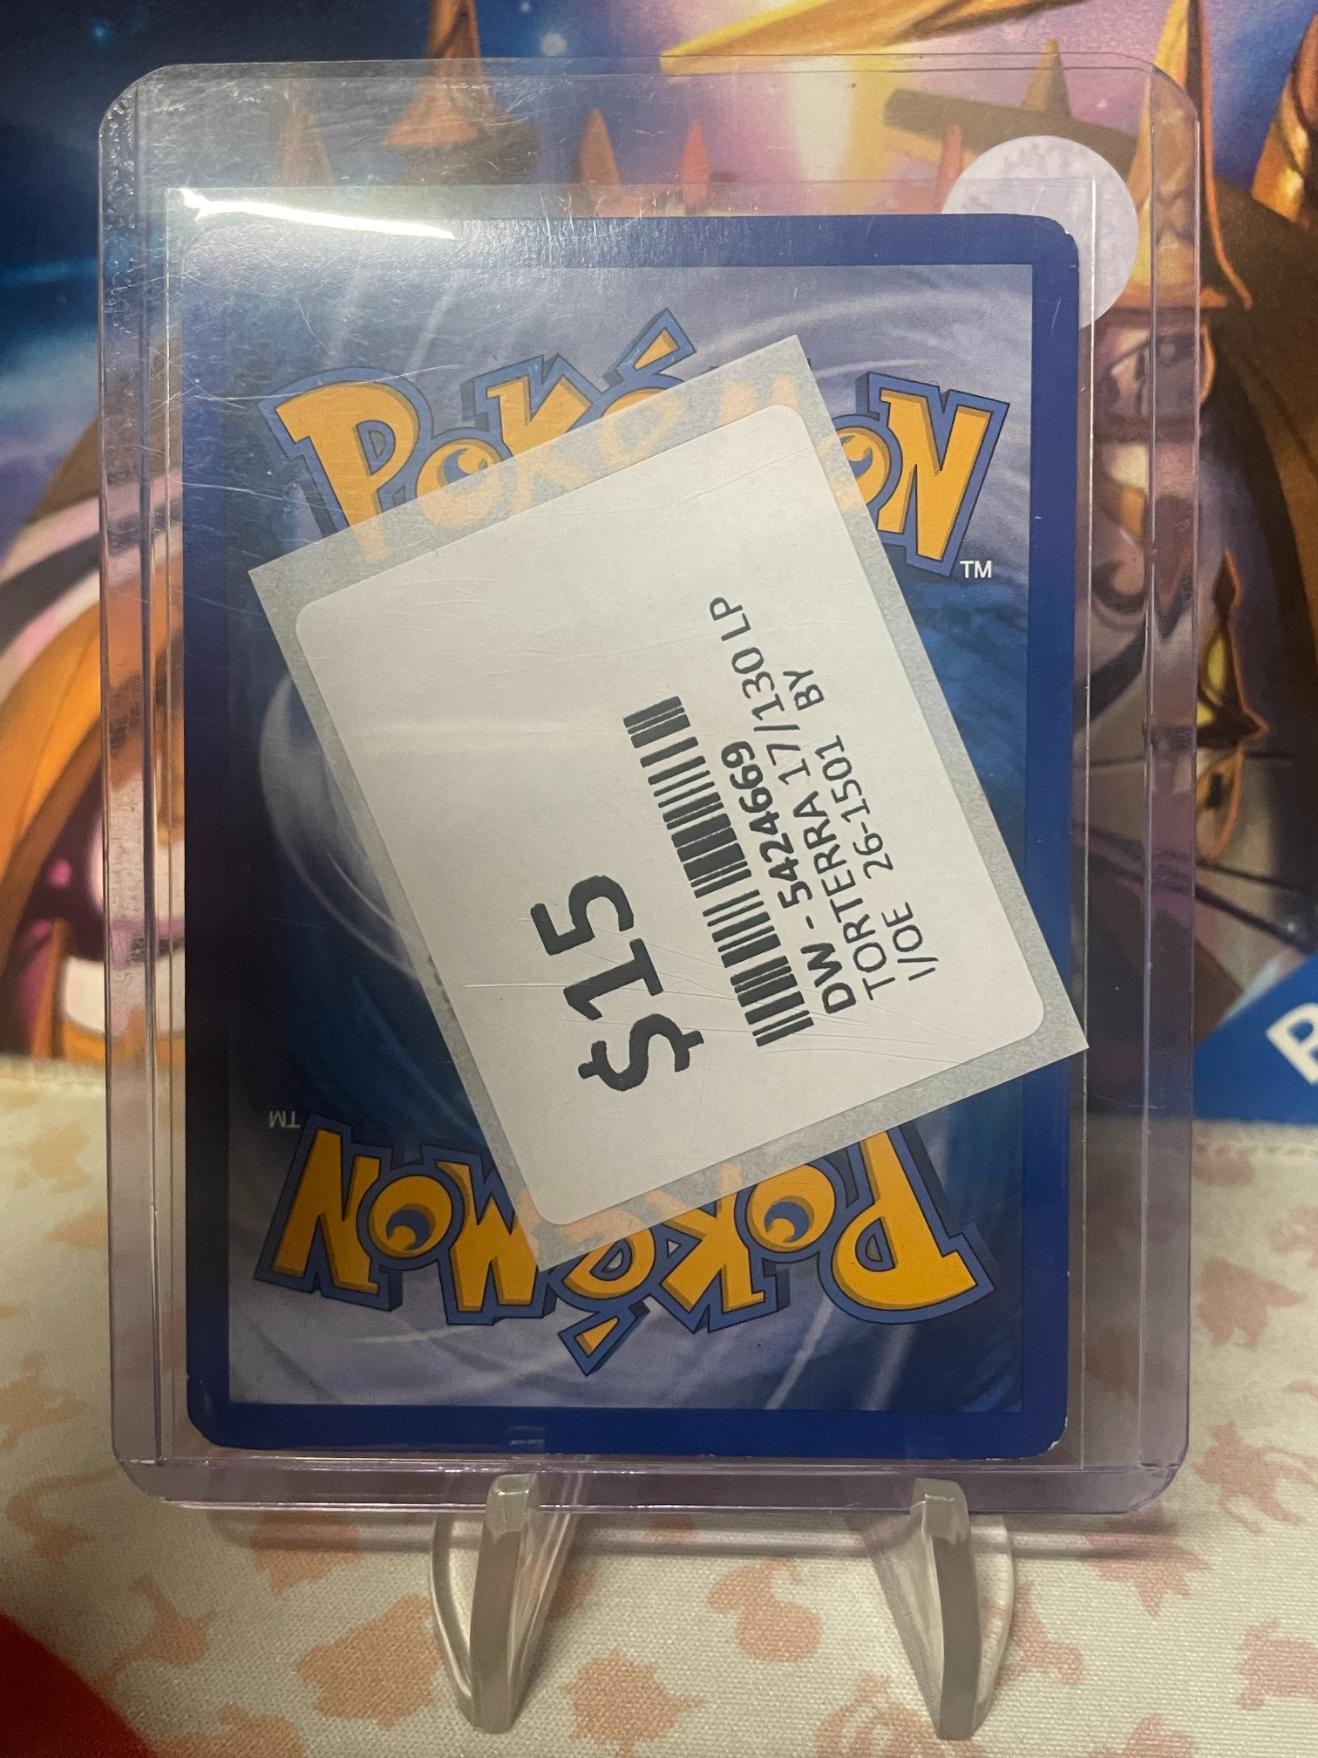 Pokémon
TM
$15
DW - 5424669
TORTERRA 17/130 LP
I/OE 26-1501 BY
TM
Pokémon
P